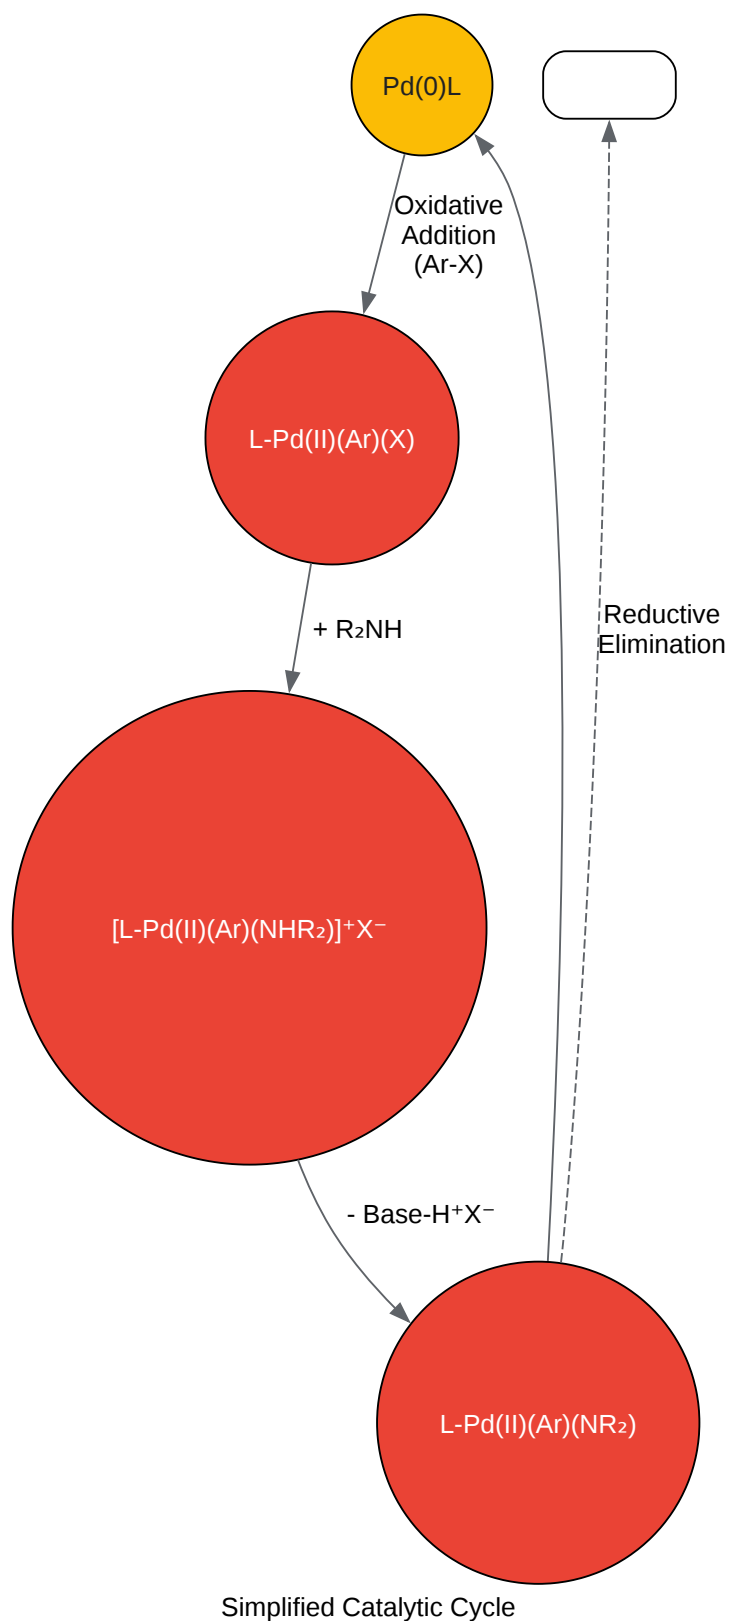 Pd(0)L
Oxidative
Addition
(Ar-X)
L-Pd(II)(Ar)(X)
+ R₂NH
Reductive
Elimination
[L-Pd(II)(Ar)(NHR₂)]⁺X⁻
- Base-H⁺X⁻
L-Pd(II)(Ar)(NR₂)
Simplified Catalytic Cycle